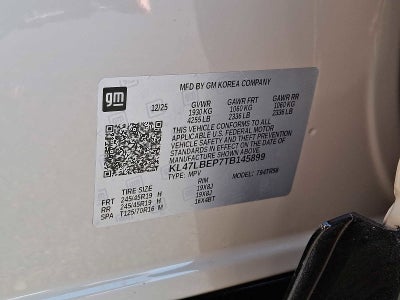 gm
MFD BY GM KOREA COMPANY
12/25 GVWR GAWR FRT GAWR RR
1930 KG 1060 KG 1060 KG
4255 LB 2336 LB 2336 LB
THIS VEHICLE CONFORMS TO ALL
APPLICABLE U.S. FEDERAL MOTOR
VEHICLE SAFETY AND THEFT PREVENTION
STANDARDS IN EFFECT ON THE DATE OF
MANUFACTURE SHOWN ABOVE.
KL47LBEP7TB145899
TYPE: MPV MODEL:
TIRE SIZE RIM
FRT 245/45R19 H 19X8J
RR 245/45R19 H 19X8J
SPA T125/70R16 M 16X4BT